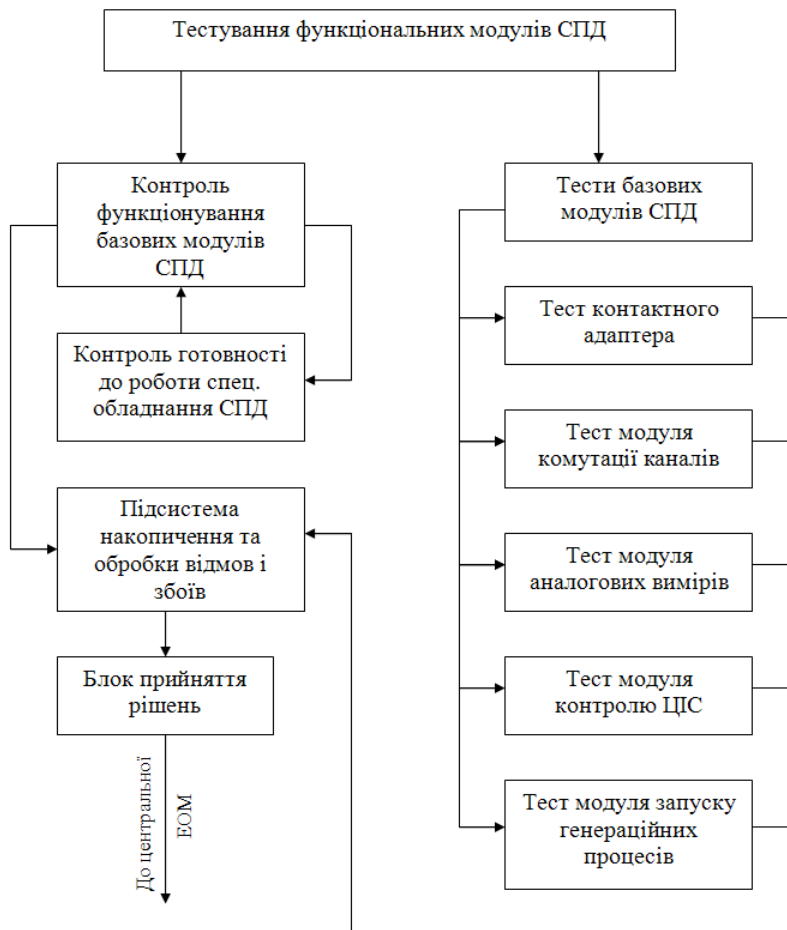 Тестування функціональних модулів СПД
Контроль
функціонування
базових модулів
СПД
Контроль готовності
до роботи спец.
обладнання СПД
Підсистема
накопичення та
обробки відмов і
збоїв
Блок прийняття
рішень
До центральної
ЕОМ
Тести базових
модулів СПД
Тест контактного
адаптера
Тест модуля
комутації каналів
Тест модуля
аналогових вимірів
Тест модуля
контролю ЦІС
Тест модуля запуску
генераційних
процесів